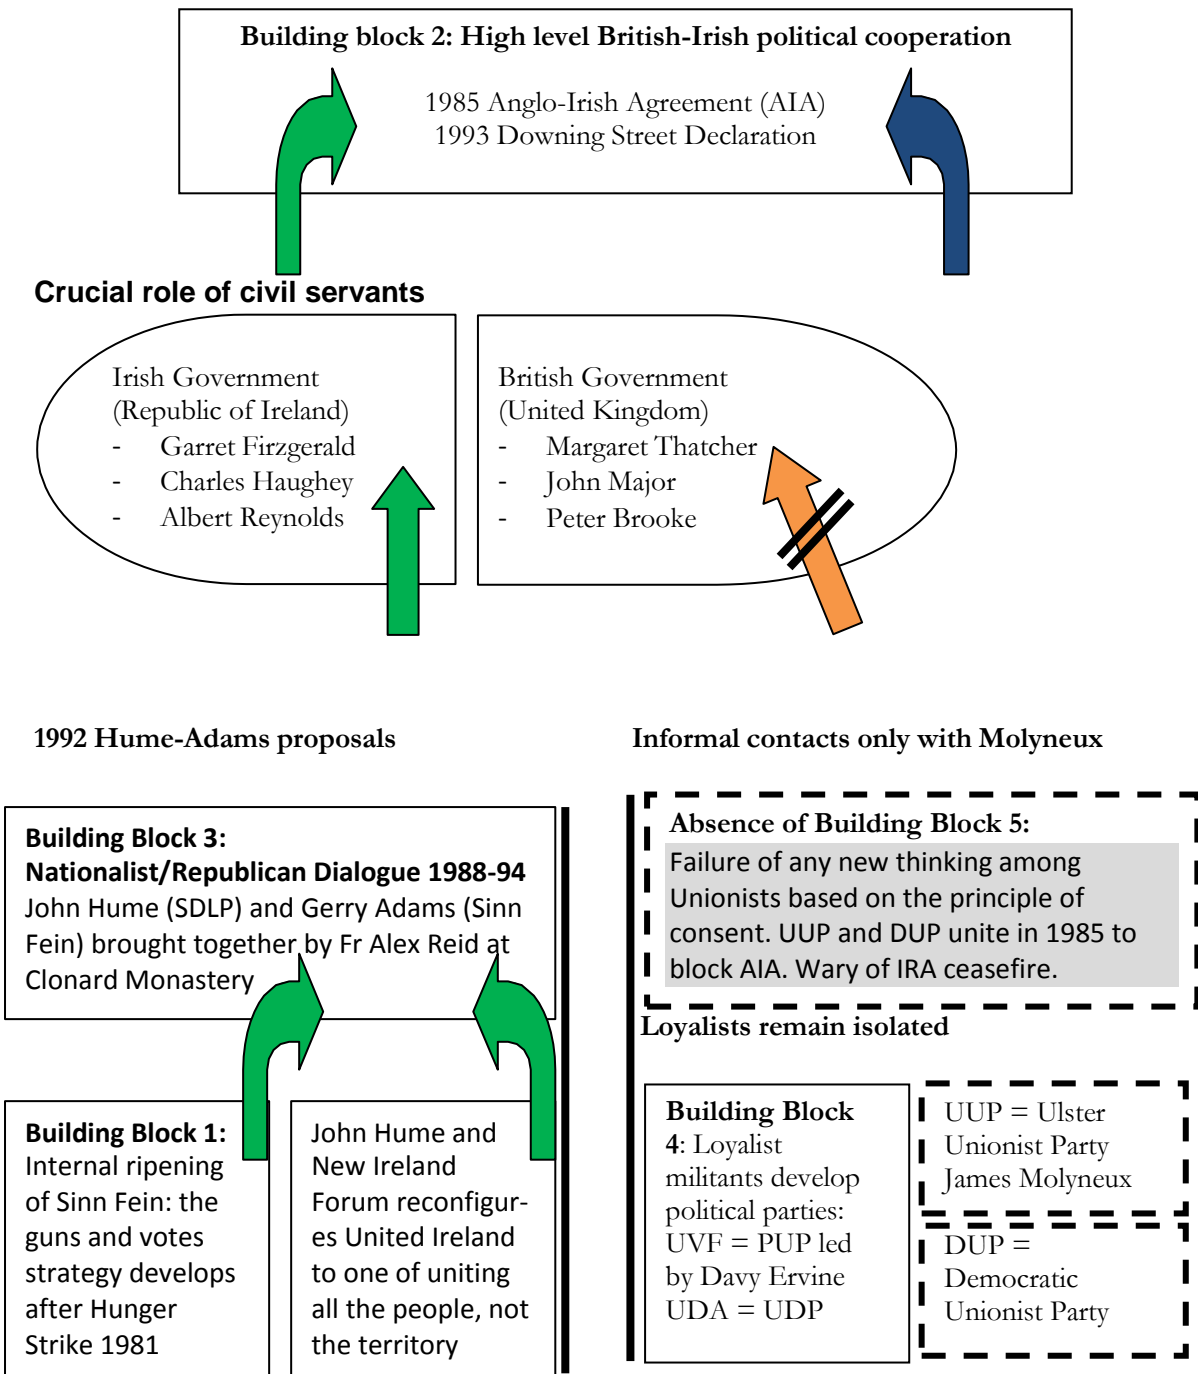 Building block 2: High level British-Irish political cooperation
1985 Anglo-Irish Agreement (AIA)
1993 Downing Street Declaration
Crucial role of civil servants
Irish Government
(Republic of Ireland)
- Garret Firzgerald
- Charles Haughey
- Albert Reynolds
British Government
(United Kingdom)
- Margaret Thatcher
- John Major
- Peter Brooke
1992 Hume-Adams proposals
Building Block 3:
Nationalist/Republican Dialogue 1988-94
John Hume (SDLP) and Gerry Adams (Sinn
Fein) brought together by Fr Alex Reid at
Clonard Monastery
Building Block 1:
Internal ripening
of Sinn Fein: the
guns and votes
strategy develops
after Hunger
Strike 1981
John Hume and
New Ireland
Forum reconfigur-
es United Ireland
to one of uniting
all the people, not
the territory
Informal contacts only with Molyneux
Absence of Building Block 5:
Failure of any new thinking among
Unionists based on the principle of
consent. UUP and DUP unite in 1985 to
block AIA. Wary of IRA ceasefire.
Loyalists remain isolated
Building Block
4: Loyalist
militants develop
political parties:
UVF = PUP led
by Davy Ervine
UDA = UDP
UUP = Ulster
Unionist Party
James Molyneux
DUP =
Democratic
Unionist Party